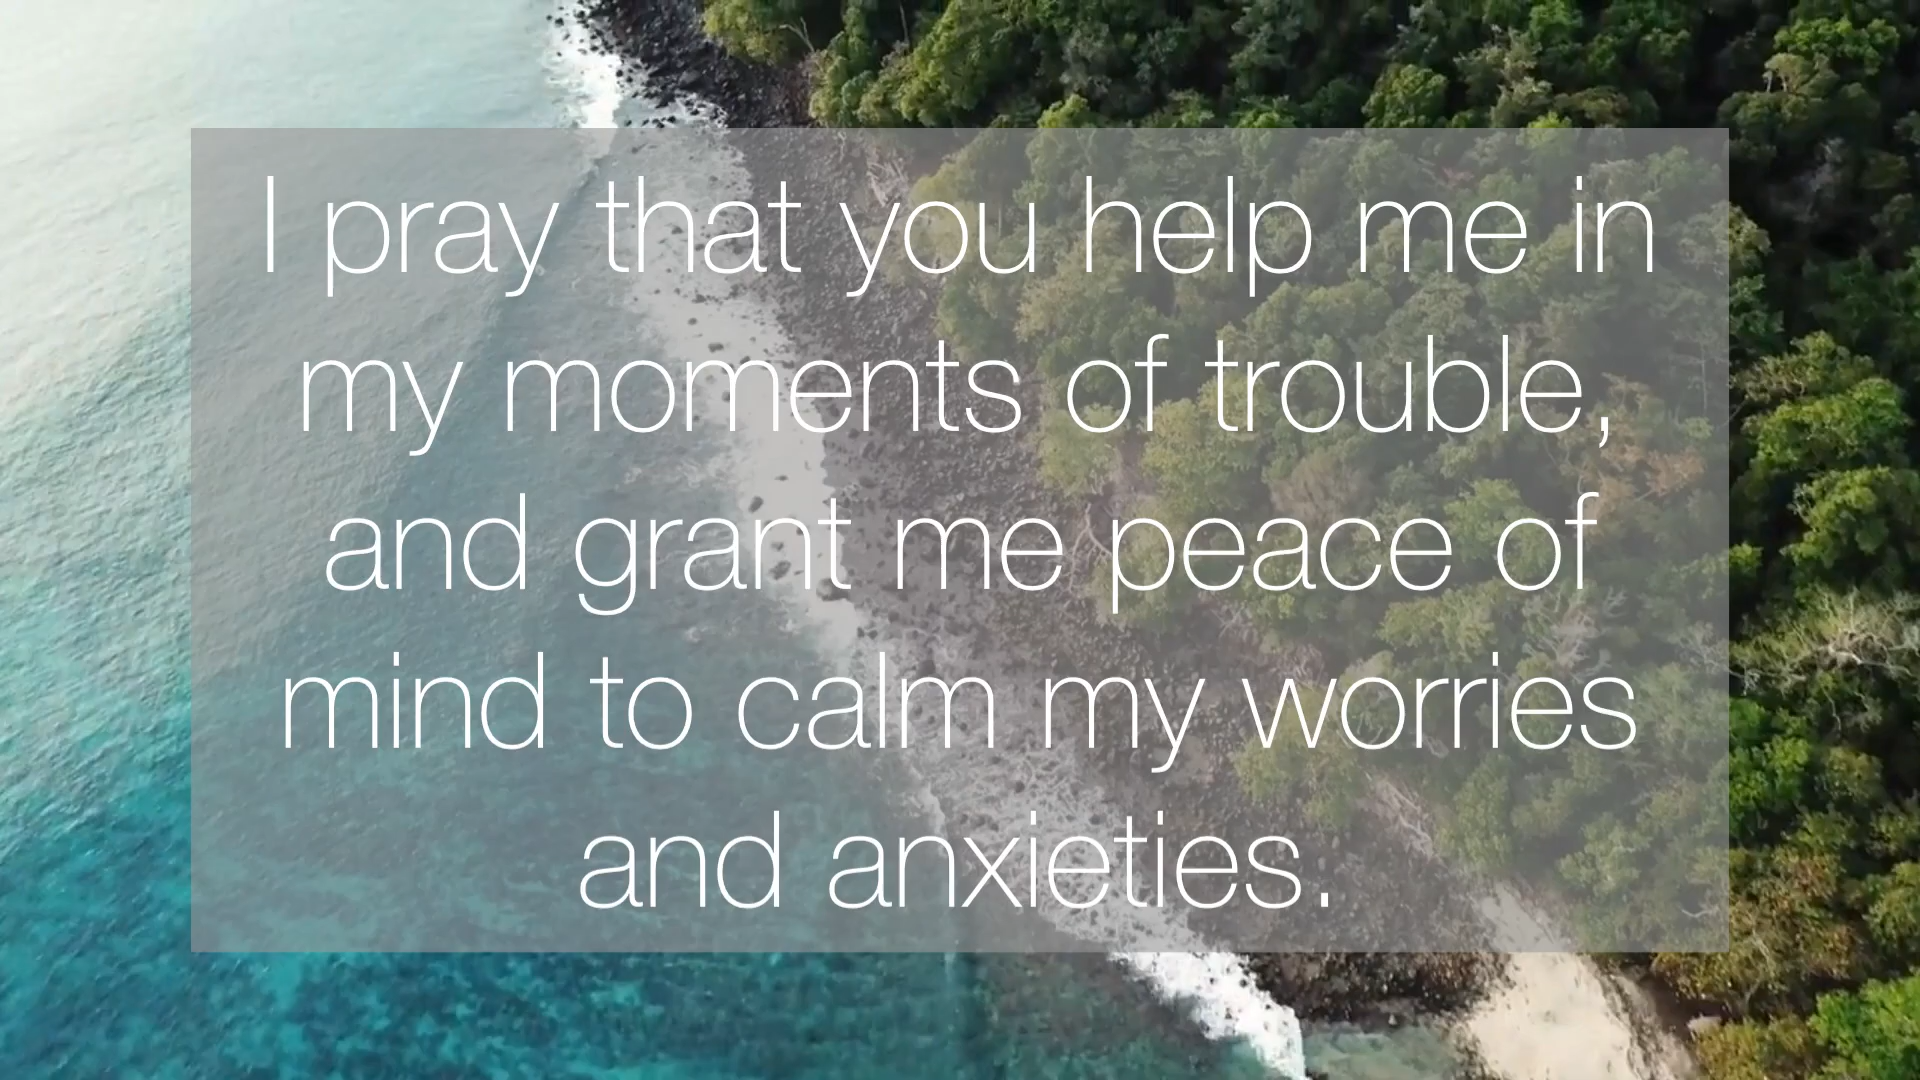 I pray that you help me in
my moments of trouble,
and grant me peace of
mind to calm my worries
and anxieties.